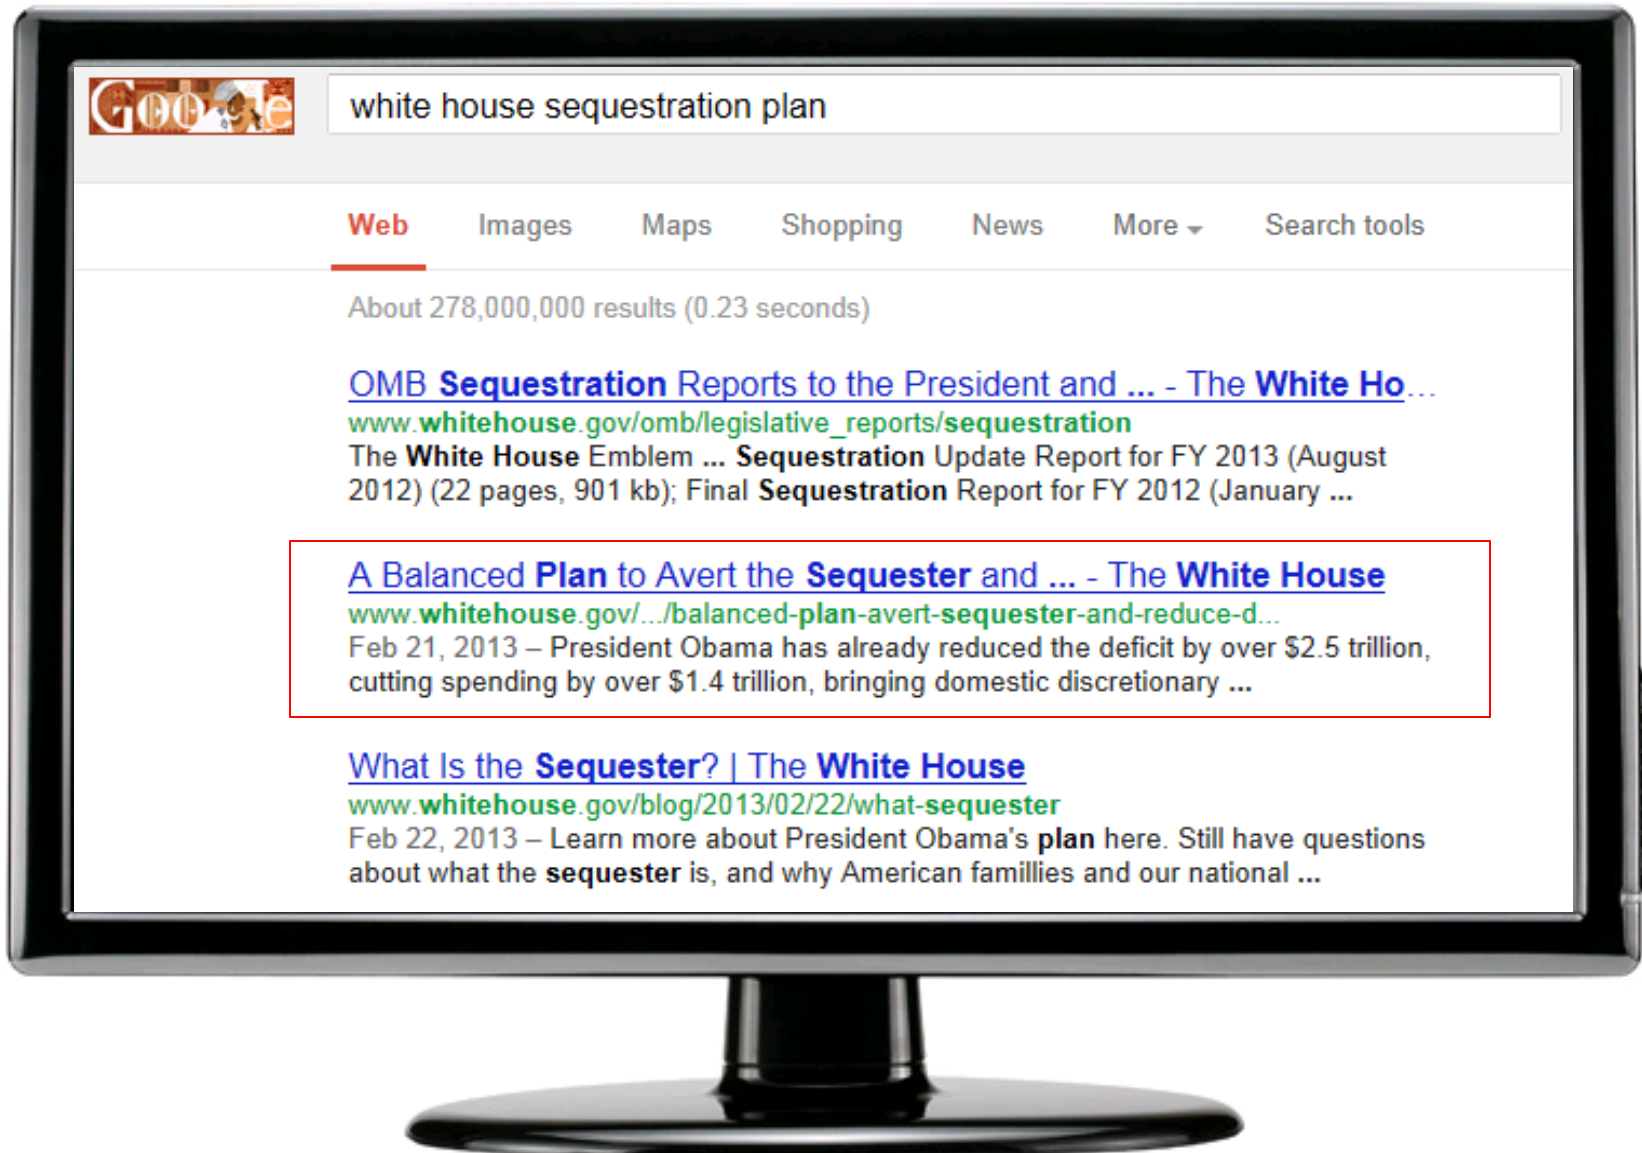 Google
white house sequestration plan
Web Images Maps Shopping News More Search tools
About 278,000,000 results (0.23 seconds)
OMB Sequestration Reports to the President and ... - The White Ho...
www.whitehouse.gov/omb/legislative_reports/sequestration
The White House Emblem ... Sequestration Update Report for FY 2013 (August
2012) (22 pages, 901 kb); Final Sequestration Report for FY 2012 (January ...
A Balanced Plan to Avert the Sequester and ... - The White House
www.whitehouse.gov/.../balanced-plan-avert-sequester-and-reduce-d...
Feb 21, 2013 – President Obama has already reduced the deficit by over $2.5 trillion,
cutting spending by over $1.4 trillion, bringing domestic discretionary ...
What Is the Sequester? | The White House
www.whitehouse.gov/blog/2013/02/22/what-sequester
Feb 22, 2013 – Learn more about President Obama's plan here. Still have questions
about what the sequester is, and why American famillies and our national ...